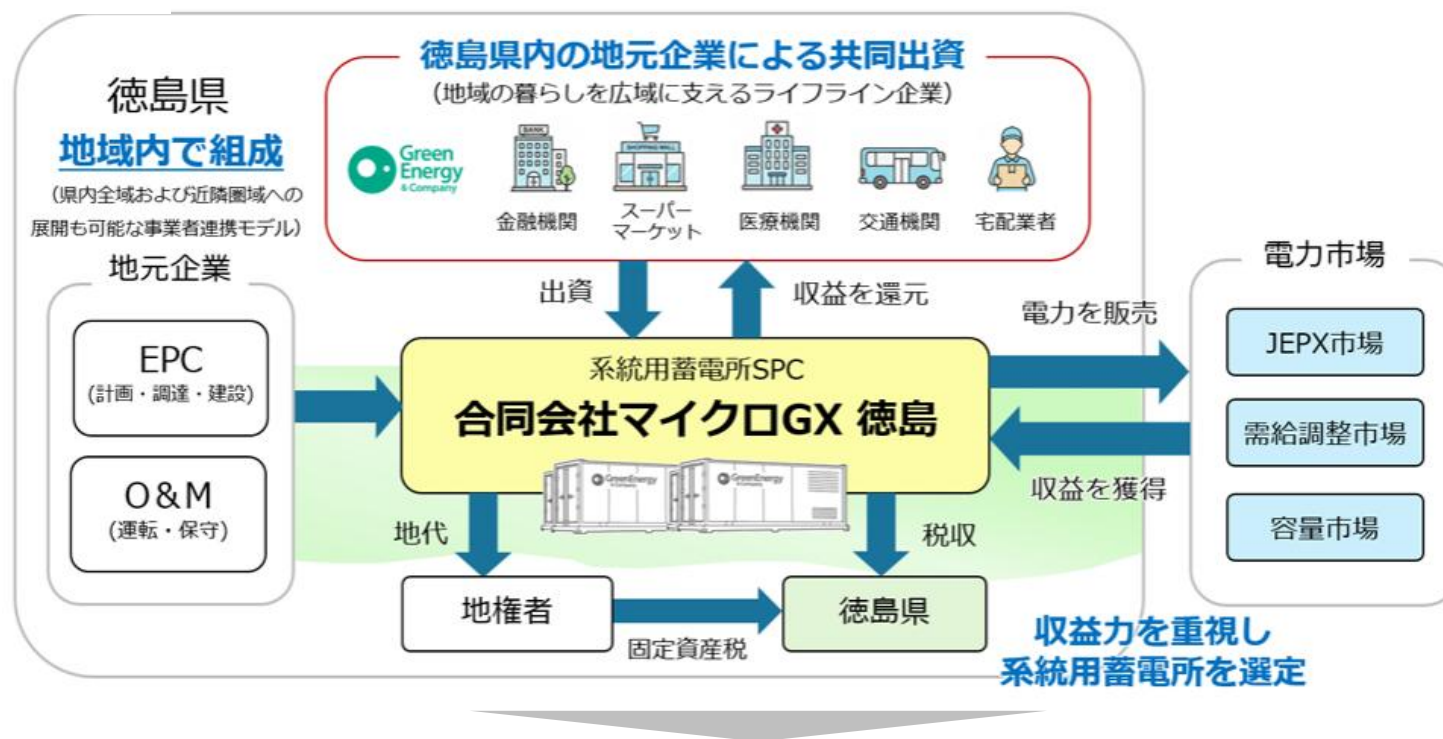 徳島県内の地元企業による共同出資
(地域の暮らしを広域に支えるライフライン企業)
徳島県
地域内で組成
(県内全域および近隣圏域への
展開も可能な事業者連携モデル)
Green
Energy
& Company
BANK
金融機関
SHOPPING MALL
スーパー
マーケット
医療機関
交通機関
宅配業者
出資
収益を還元
地元企業
EPC
(計画・調達・建設)
O&M
(運転・保守)
系統用蓄電所SPC
合同会社マイクロGX 徳島
GreenEnergy
& Company
GreenEnergy
& Company
電力を販売
収益を獲得
電力市場
JEPX市場
需給調整市場
容量市場
地代
税収
地権者
固定資産税
徳島県
収益力を重視し
系統用蓄電所を選定